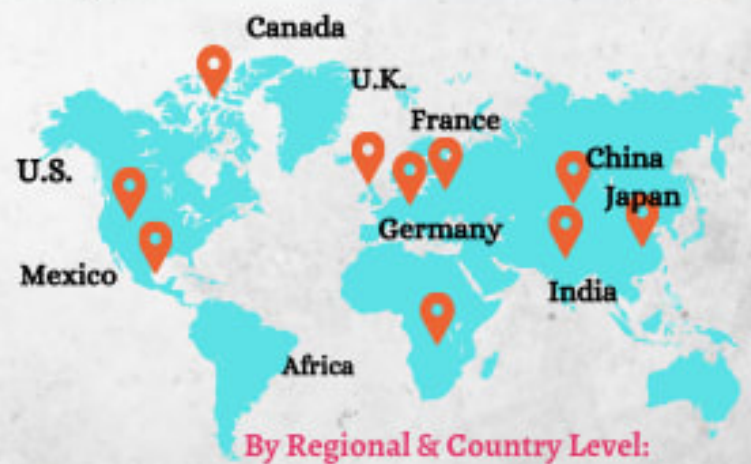 Canada
U.K.
France
China
U.S.
Japan
Germany
Mexico
India
Africa
By Regional & Country Level: